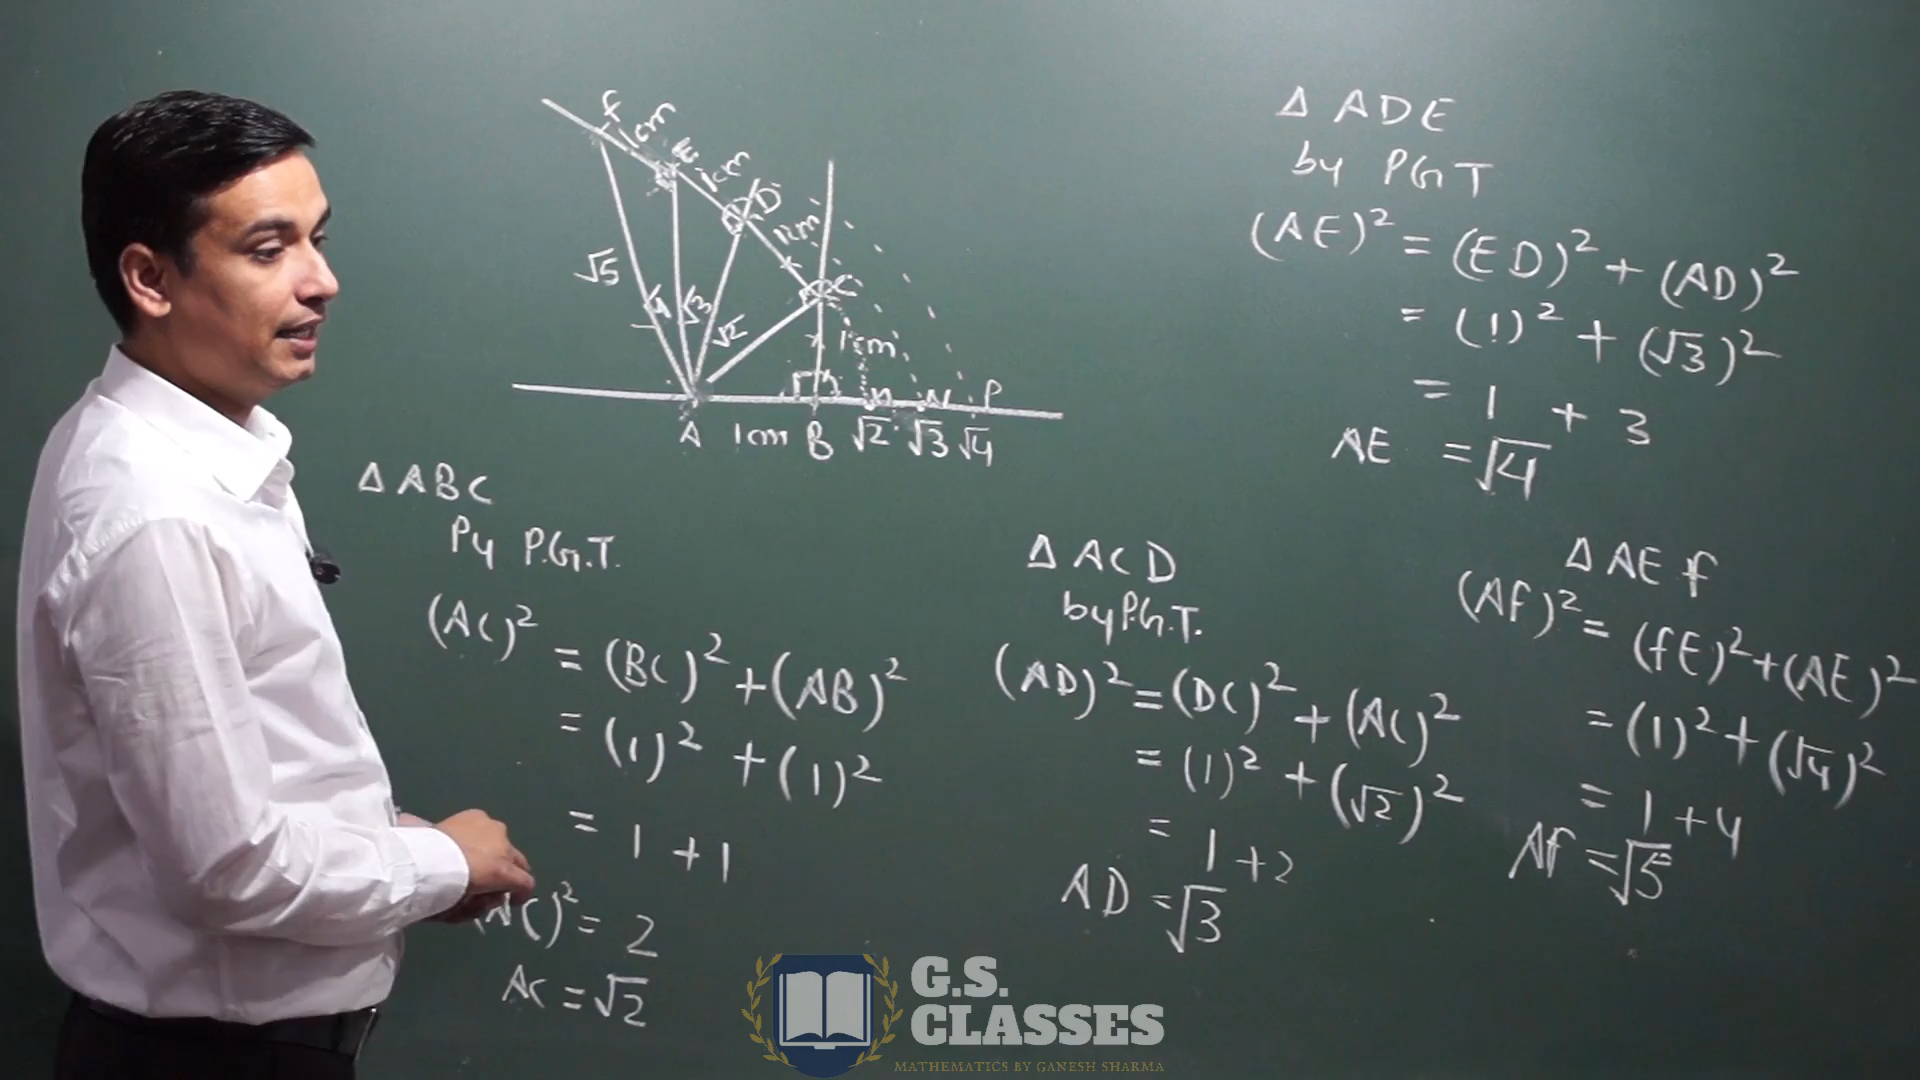 f
1cm
E
1cm
D
1cm
C
√5
√4
√3
√2
1cm
A 1cm B √2 √3 √4
M N P
Δ ABC
Py P.G.T.
(AC)² = (BC)² + (AB)²
= (1)² + (1)²
= 1 + 1
(AC)² = 2
AC = √2
Δ ACD
by P.G.T.
(AD)² = (DC)² + (AC)²
= (1)² + (√2)²
= 1 + 2
AD = √3
Δ ADE
by PGT
(AE)² = (ED)² + (AD)²
= (1)² + (√3)²
= 1 + 3
AE = √4
Δ AEf
(Af)² = (fE)² + (AE)²
= (1)² + (√4)²
= 1 + 4
Af = √5
G.S.
CLASSES
MATHEMATICS BY GANESH SHARMA